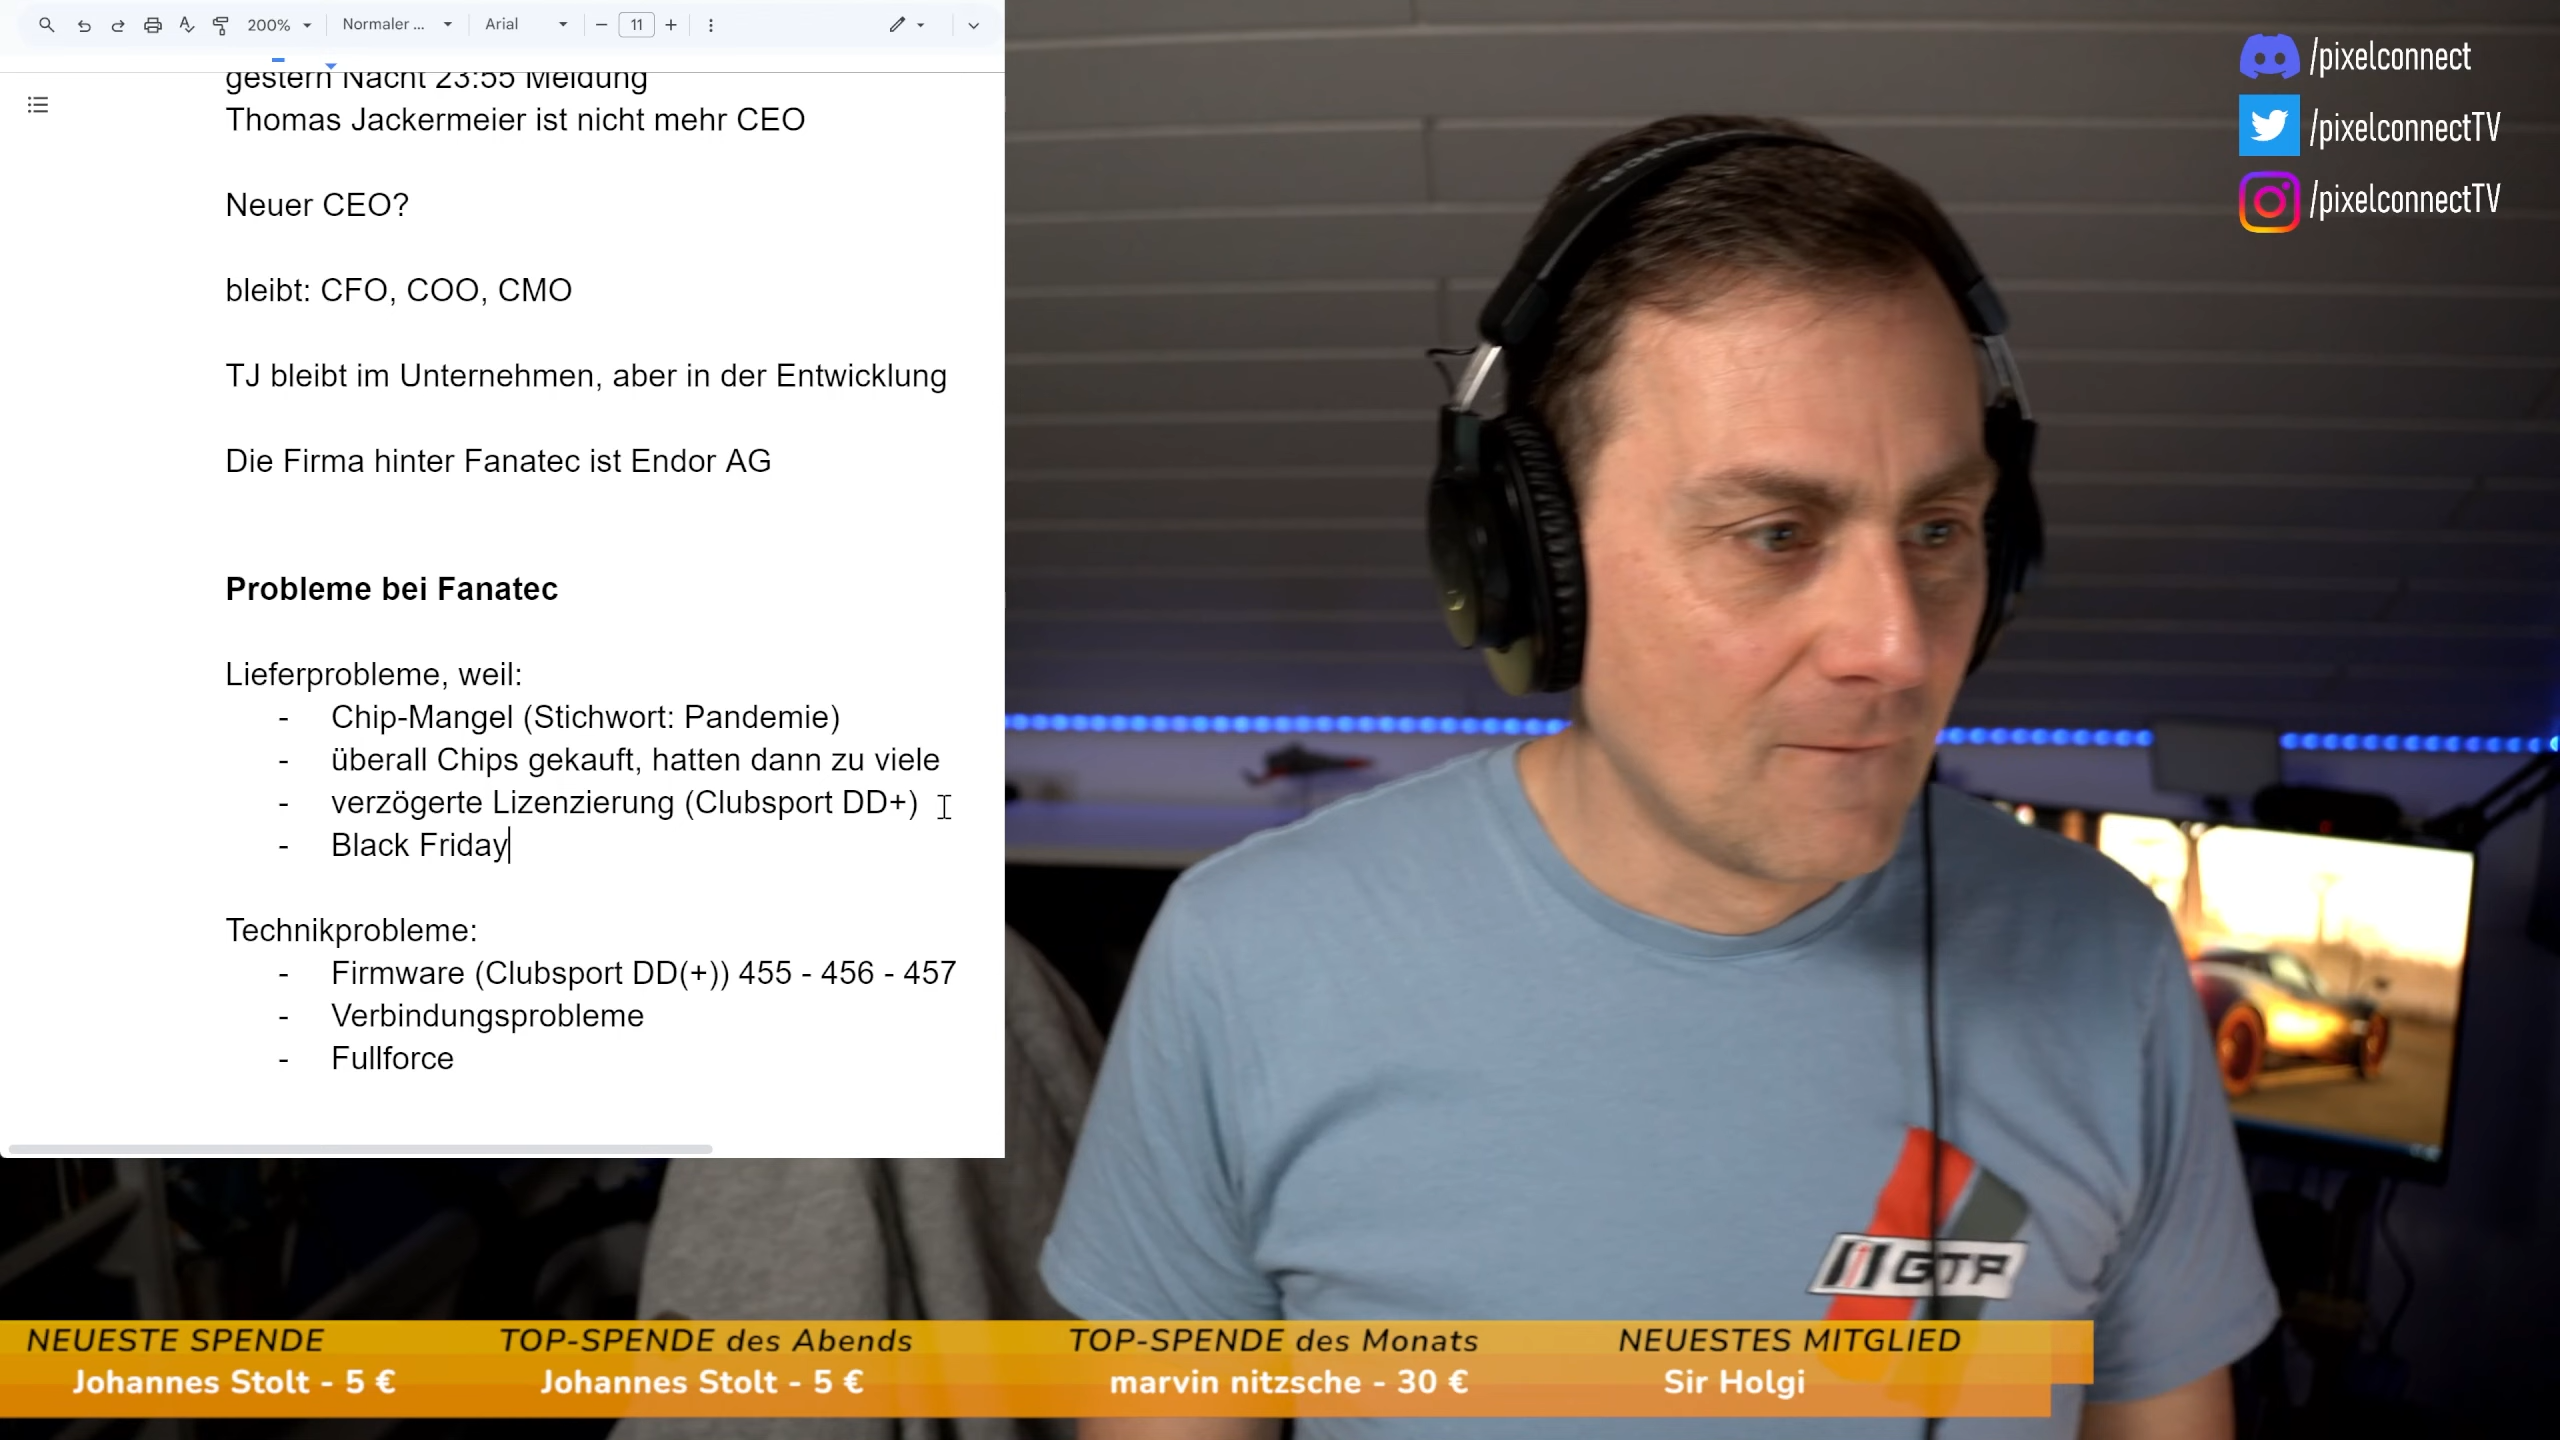 200%
Normaler ...
Arial
11
gestern Nacht 23:55 Meldung
Thomas Jackermeier ist nicht mehr CEO
Neuer CEO?
bleibt: CFO, COO, CMO
TJ bleibt im Unternehmen, aber in der Entwicklung
Die Firma hinter Fanatec ist Endor AG
Probleme bei Fanatec
Lieferprobleme, weil:
- Chip-Mangel (Stichwort: Pandemie)
- überall Chips gekauft, hatten dann zu viele
- verzögerte Lizenzierung (Clubsport DD+)
- Black Friday
Technikprobleme:
- Firmware (Clubsport DD(+)) 455 - 456 - 457
- Verbindungsprobleme
- Fullforce
/pixelconnect
/pixelconnectTV
/pixelconnectTV
GTP
NEUESTE SPENDE
Johannes Stolt - 5 €
TOP-SPENDE des Abends
Johannes Stolt - 5 €
TOP-SPENDE des Monats
marvin nitzsche - 30 €
NEUESTES MITGLIED
Sir Holgi